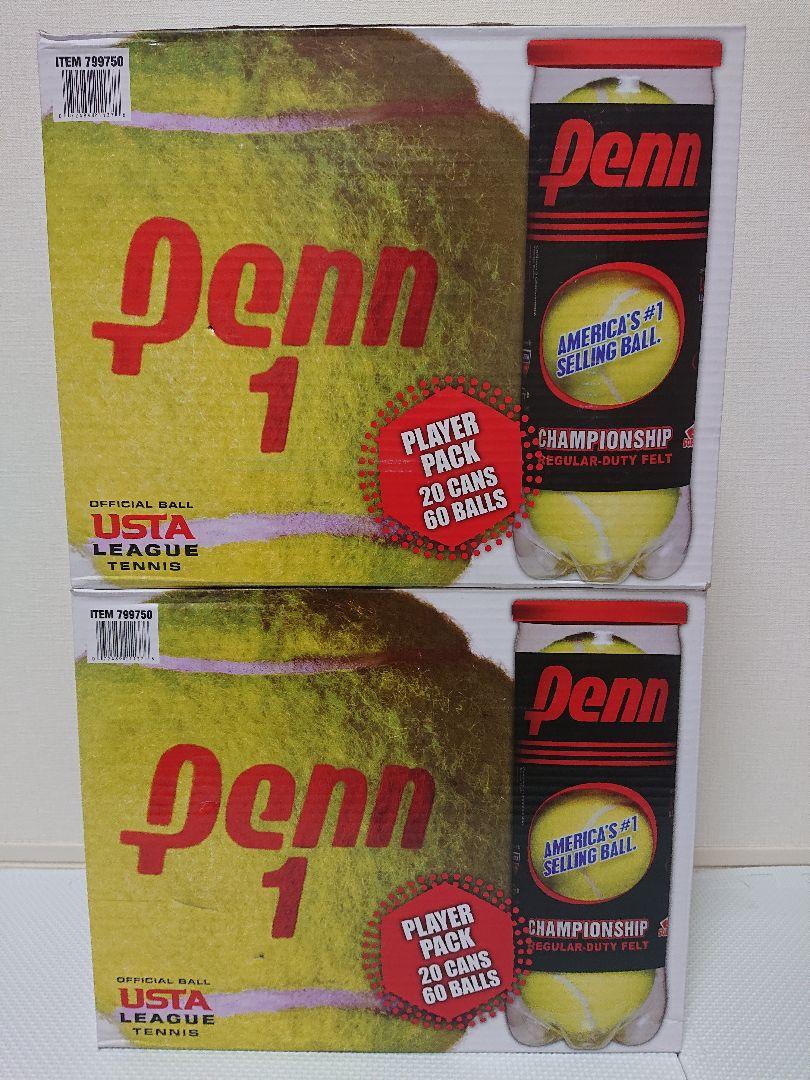 ITEM 799750
Penn
1
PLAYER
PACK
20 CANS
60 BALLS
OFFICIAL BALL
USTA
LEAGUE
TENNIS
Penn
AMERICA'S #1
SELLING BALL.
CHAMPIONSHIP
REGULAR-DUTY FELT
ITEM 799750
Penn
1
PLAYER
PACK
20 CANS
60 BALLS
OFFICIAL BALL
USTA
LEAGUE
TENNIS
Penn
AMERICA'S #1
SELLING BALL.
CHAMPIONSHIP
REGULAR-DUTY FELT